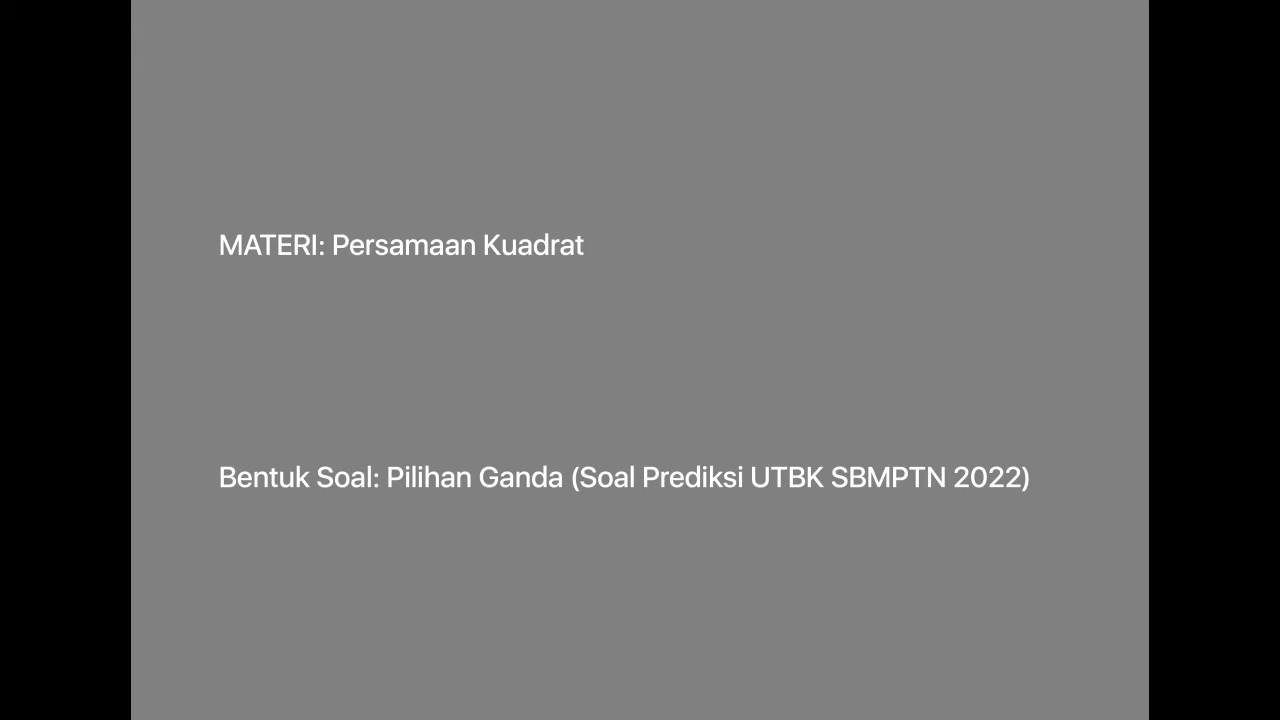 MATERI: Persamaan Kuadrat
Bentuk Soal: Pilihan Ganda (Soal Prediksi UTBK SBMPTN 2022)